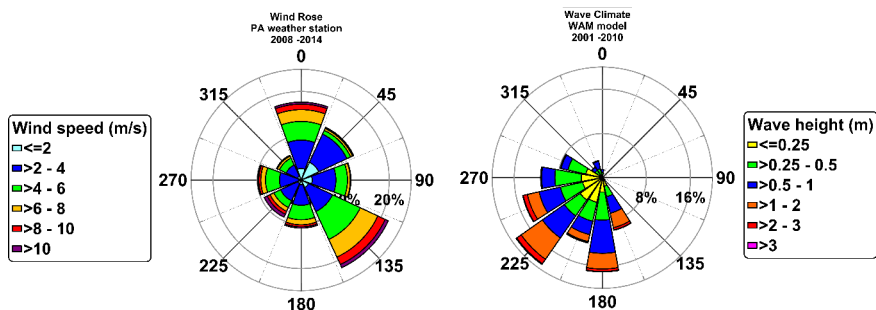 Wind Rose
PA weather station
2008 -2014
0
45
90
135
180
225
270
315
20%
Wind speed (m/s)
<=2
>2 - 4
>4 - 6
>6 - 8
>8 - 10
>10
Wave Climate
WAM model
2001 -2010
0
45
90
135
180
225
270
315
8%
16%
Wave height (m)
<=0.25
>0.25 - 0.5
>0.5 - 1
>1 - 2
>2 - 3
>3